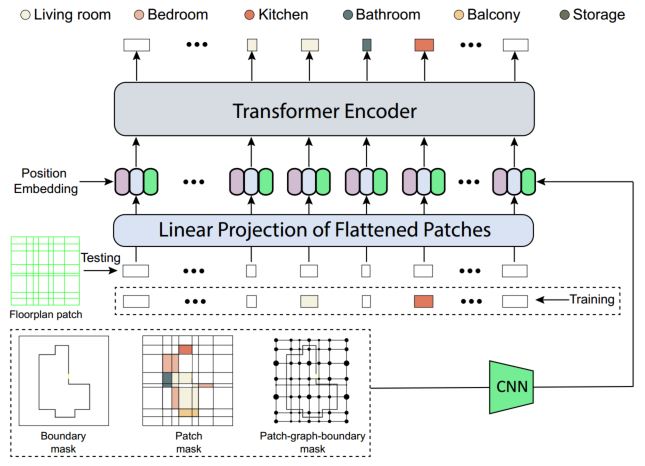 Living room Bedroom Kitchen Bathroom Balcony Storage
Transformer Encoder
Position
Embedding
Linear Projection of Flattened Patches
Testing
Floorplan patch
Training
CNN
Boundary
mask
Patch
mask
Patch-graph-boundary
mask